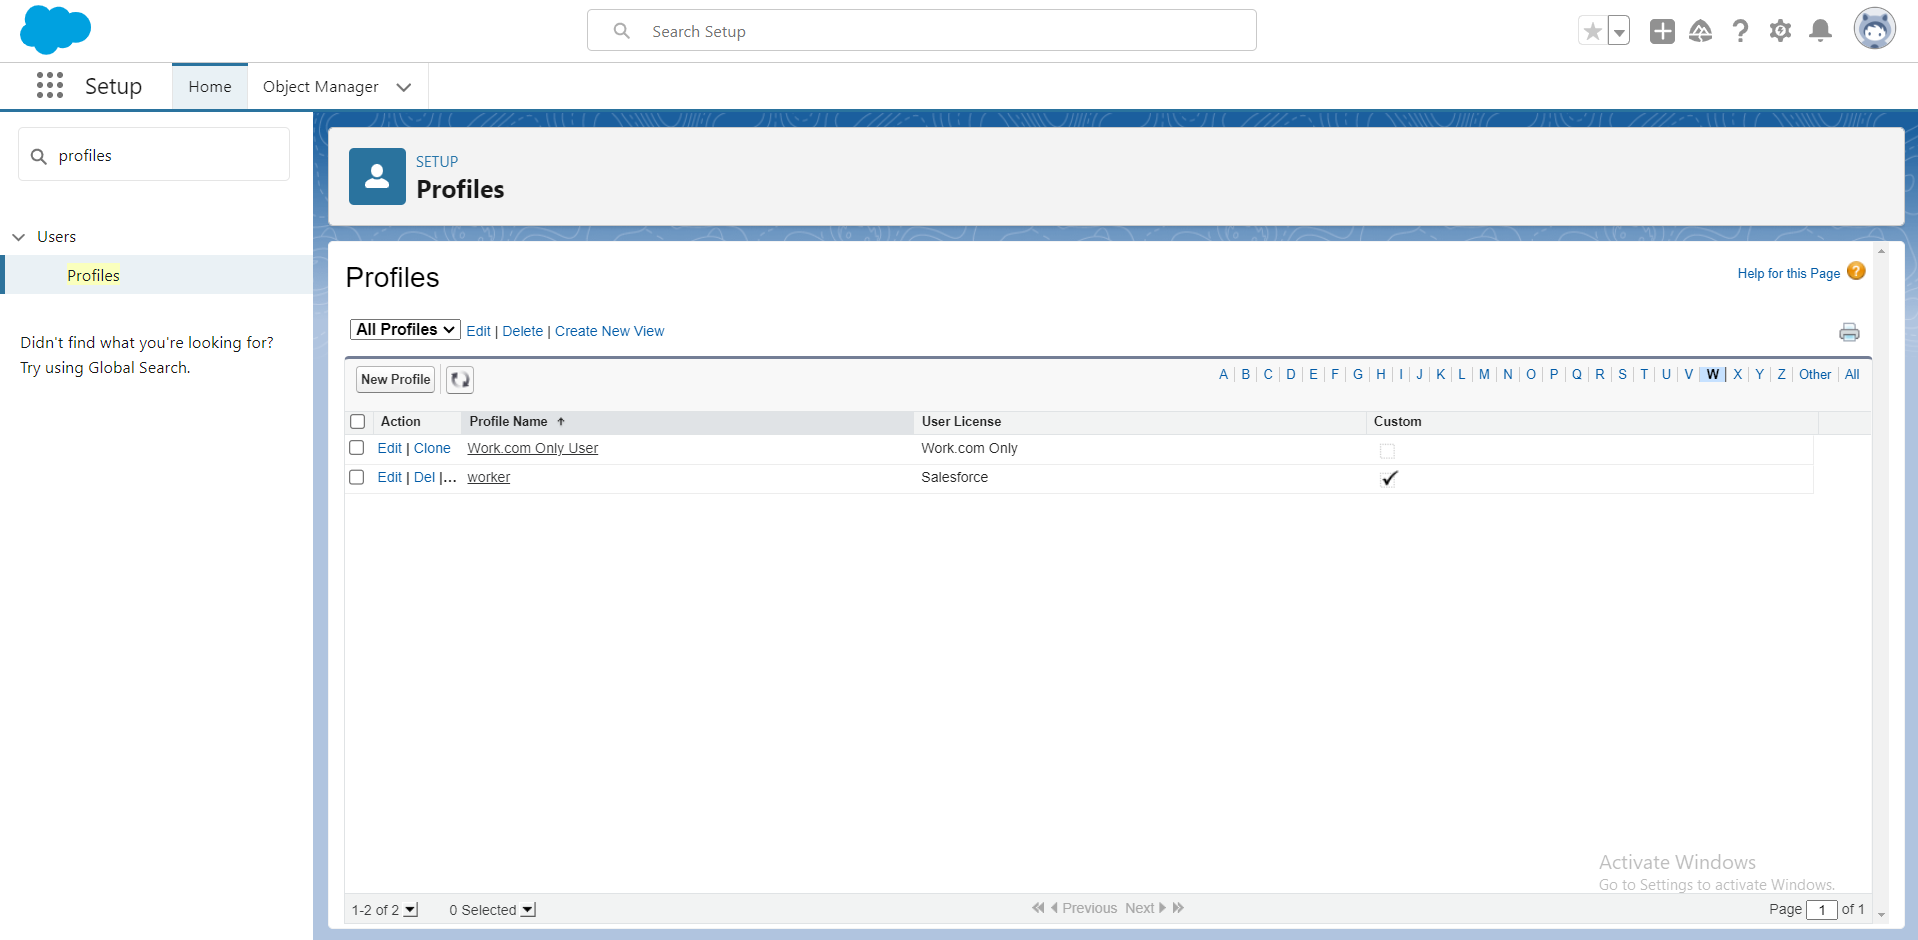 Search Setup
Setup
Home
Object Manager
profiles
Users
Profiles
Didn't find what you're looking for?
Try using Global Search.
SETUP
Profiles
Profiles
Help for this Page ?
All Profiles Edit | Delete | Create New View
New Profile
A | B | C | D | E | F | G | H | I | J | K | L | M | N | O | P | Q | R | S | T | U | V | W | X | Y | Z | Other | All
Action Profile Name User License Custom
Edit | Clone Work.com Only User Work.com Only
Edit | Del |... worker Salesforce
Activate Windows
Go to Settings to activate Windows.
1-2 of 2 0 Selected Previous Next Page 1 of 1